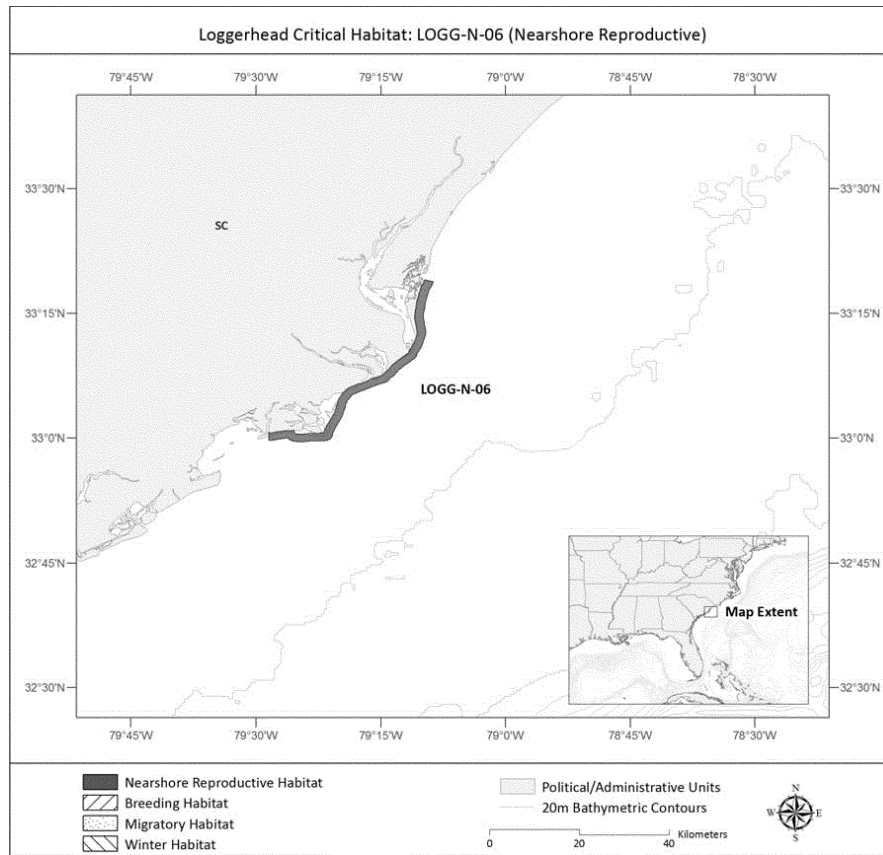 Loggerhead Critical Habitat: LOGG-N-06 (Nearshore Reproductive)
79°45'W 79°30'W 79°15'W 79°0'W 78°45'W 78°30'W
33°30'N 33°30'N
SC
33°15'N 33°15'N
LOGG-N-06
33°0'N 33°0'N
32°45'N 32°45'N
Map Extent
32°30'N 32°30'N
79°45'W 79°30'W 79°15'W 79°0'W 78°45'W 78°30'W
Nearshore Reproductive Habitat
Breeding Habitat
Migratory Habitat
Winter Habitat
Political/Administrative Units
20m Bathymetric Contours
Kilometers
0 20 40
N
W E
S